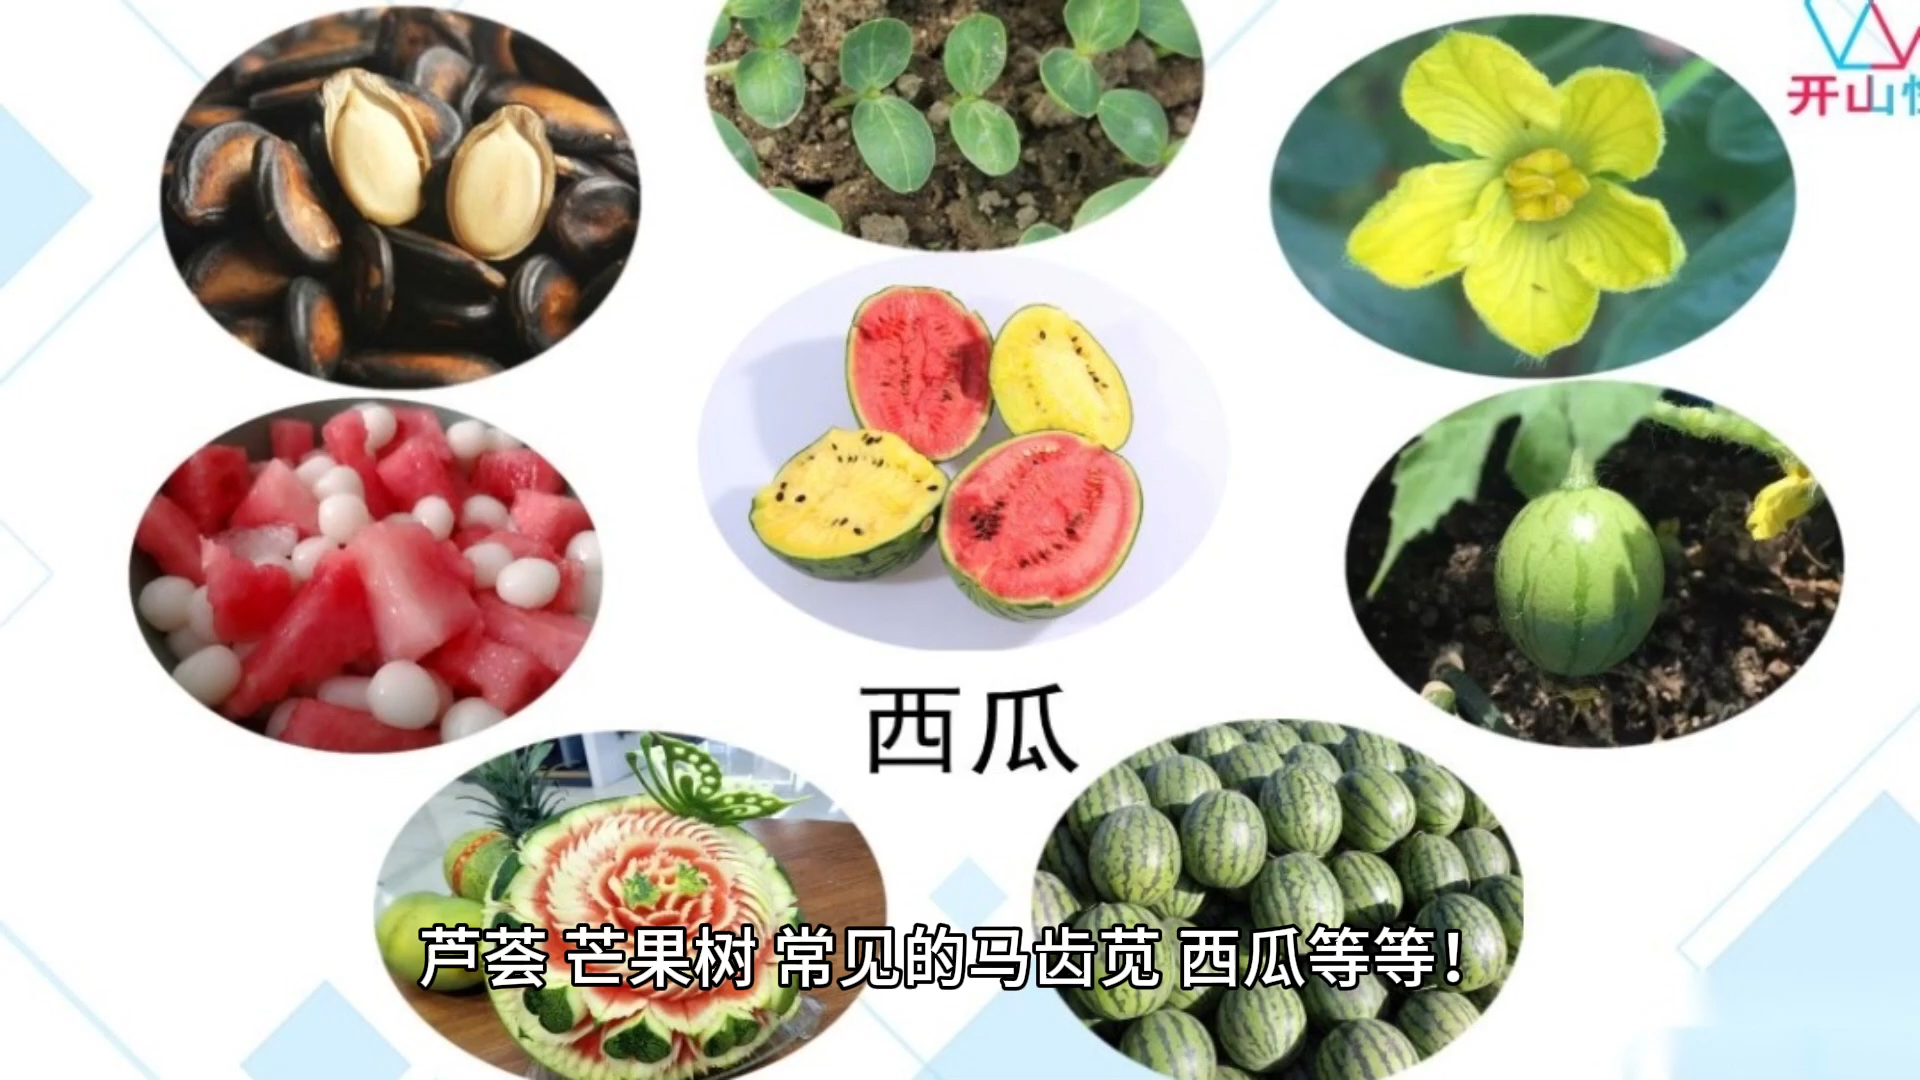 开山
西瓜
芦荟 芒果树 常见的马齿苋 西瓜等等！